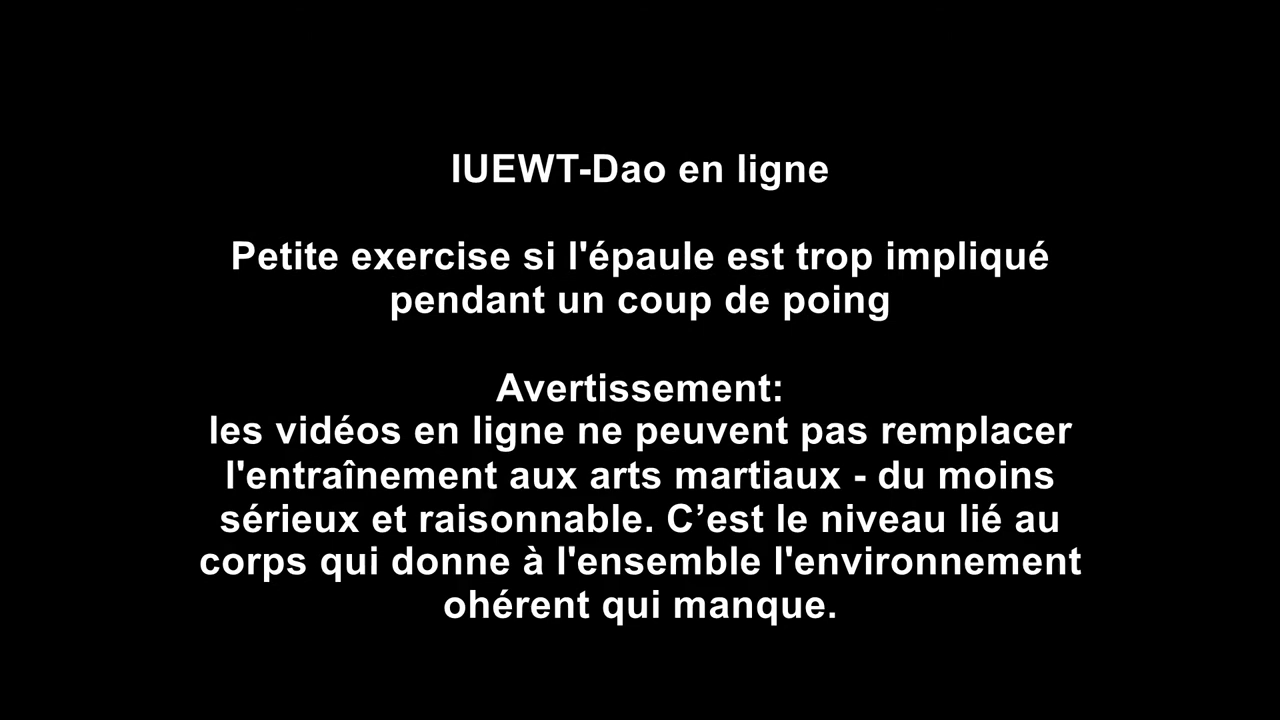 IUEWT-Dao en ligne
Petite exercise si l'épaule est trop impliqué
pendant un coup de poing
Avertissement:
les vidéos en ligne ne peuvent pas remplacer
l'entraînement aux arts martiaux - du moins
sérieux et raisonnable. C’est le niveau lié au
corps qui donne à l'ensemble l'environnement
ohérent qui manque.